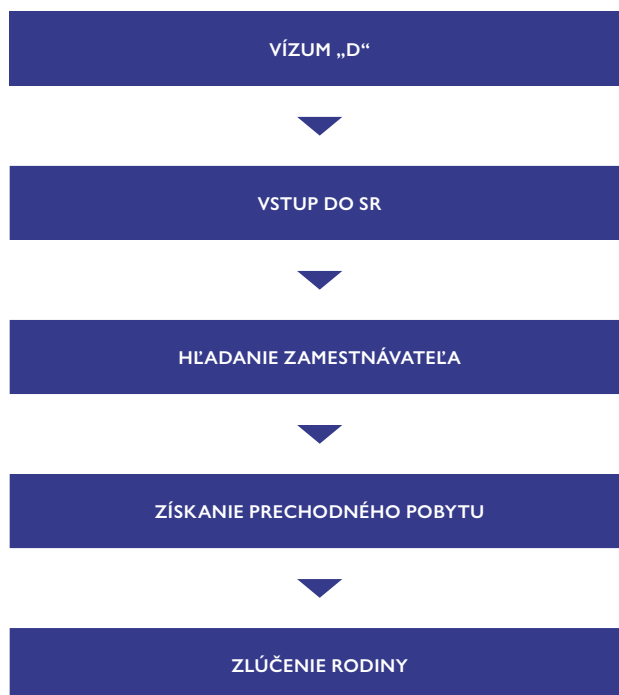 VÍZUM „D“
VSTUP DO SR
HĽADANIE ZAMESTNÁVATEĽA
ZÍSKANIE PRECHODNÉHO POBYTU
ZLÚČENIE RODINY